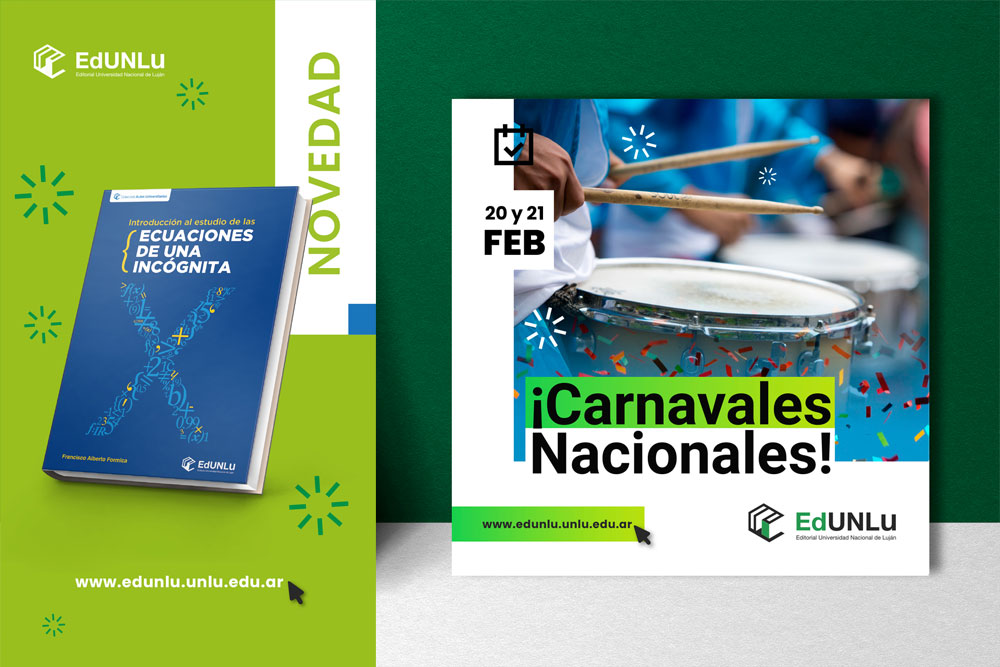 EdUNLu
Editorial Universidad Nacional de Luján
NOVEDAD
Introducción al estudio de las
ECUACIONES
DE UNA
INCÓGNITA
Francisco Alberto Formica
EdUNLu
www.edunlu.unlu.edu.ar
20 y 21
FEB
¡Carnavales
Nacionales!
www.edunlu.unlu.edu.ar
EdUNLu
Editorial Universidad Nacional de Luján